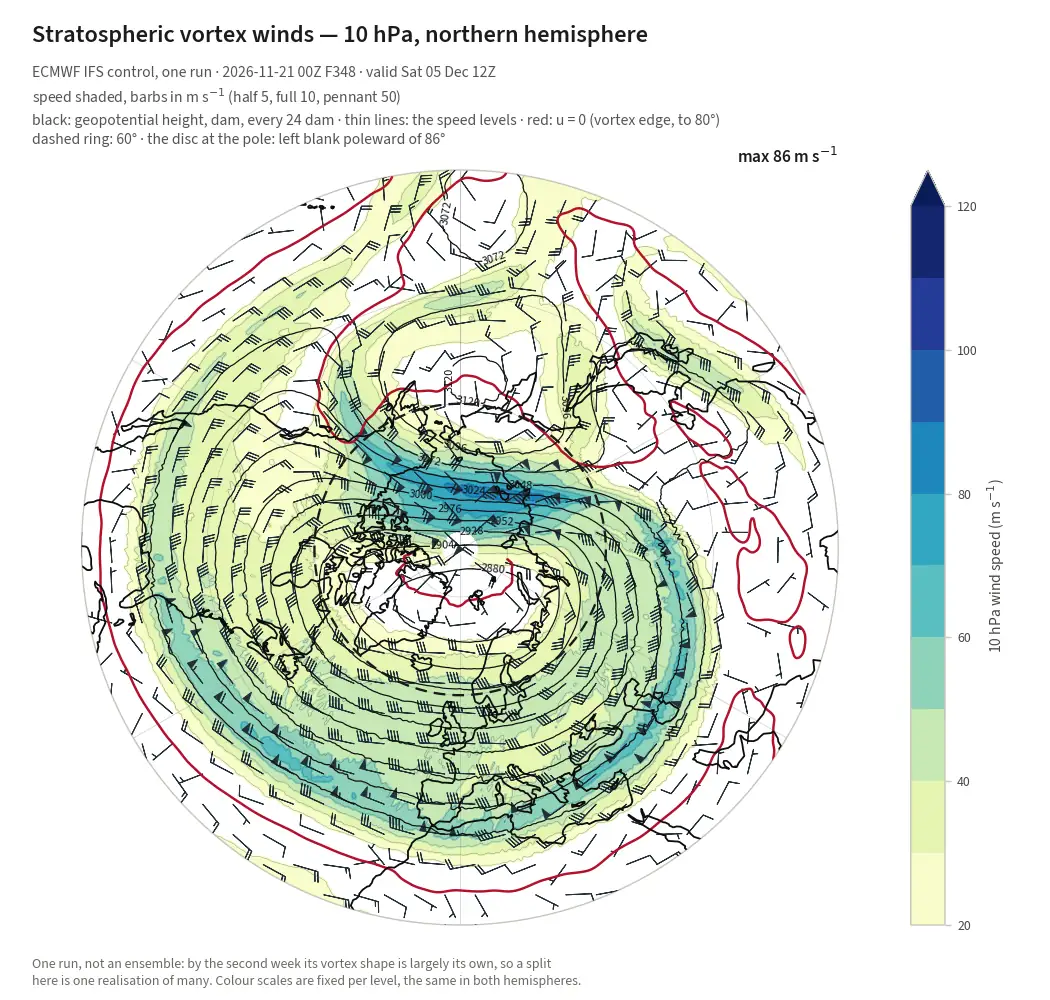 Stratospheric vortex winds — 10 hPa, northern hemisphere
ECMWF IFS control, one run · 2026-11-21 00Z F348 · valid Sat 05 Dec 12Z
speed shaded, barbs in m s⁻¹ (half 5, full 10, pennant 50)
black: geopotential height, dam, every 24 dam · thin lines: the speed levels · red: u = 0 (vortex edge, to 80°)
dashed ring: 60° · the disc at the pole: left blank poleward of 86°
max 86 m s⁻¹
3072
3072
3120
3120
3096
3072
3048
3024
3000
2976
2952
2928
2904
2880
120
100
80
60
40
20
10 hPa wind speed (m s⁻¹)
One run, not an ensemble: by the second week its vortex shape is largely its own, so a split
here is one realisation of many. Colour scales are fixed per level, the same in both hemispheres.